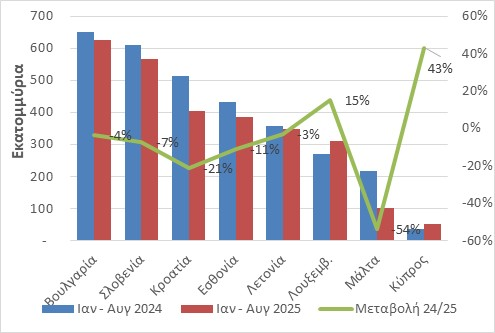 700
600
500
400
300
200
100
-
Εκατομμύρια
60%
40%
20%
0%
-20%
-40%
-60%
-4%
-7%
-21%
-11%
-3%
15%
-54%
43%
Βουλγαρία
Σλοβενία
Κροατία
Εσθονία
Λετονία
Λουξεμβ.
Μάλτα
Κύπρος
Ιαν - Αυγ 2024
Ιαν - Αυγ 2025
Μεταβολή 24/25